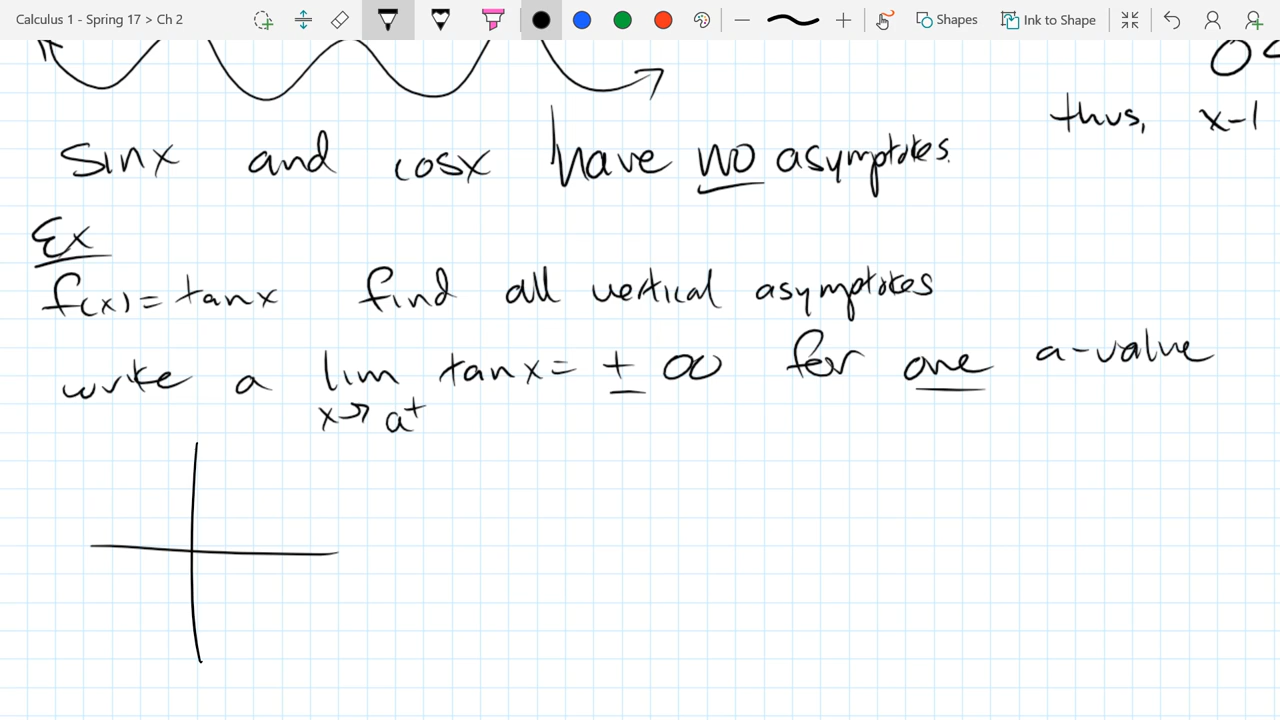 Calculus 1 - Spring 17 > Ch 2
Shapes
Ink to Shape
thus, x-1
sinx and cosx have no asymptotes.
Ex
f(x) = tanx find all vertical asymptotes
write a lim tanx = ± ∞ for one a-value
x→ a⁺